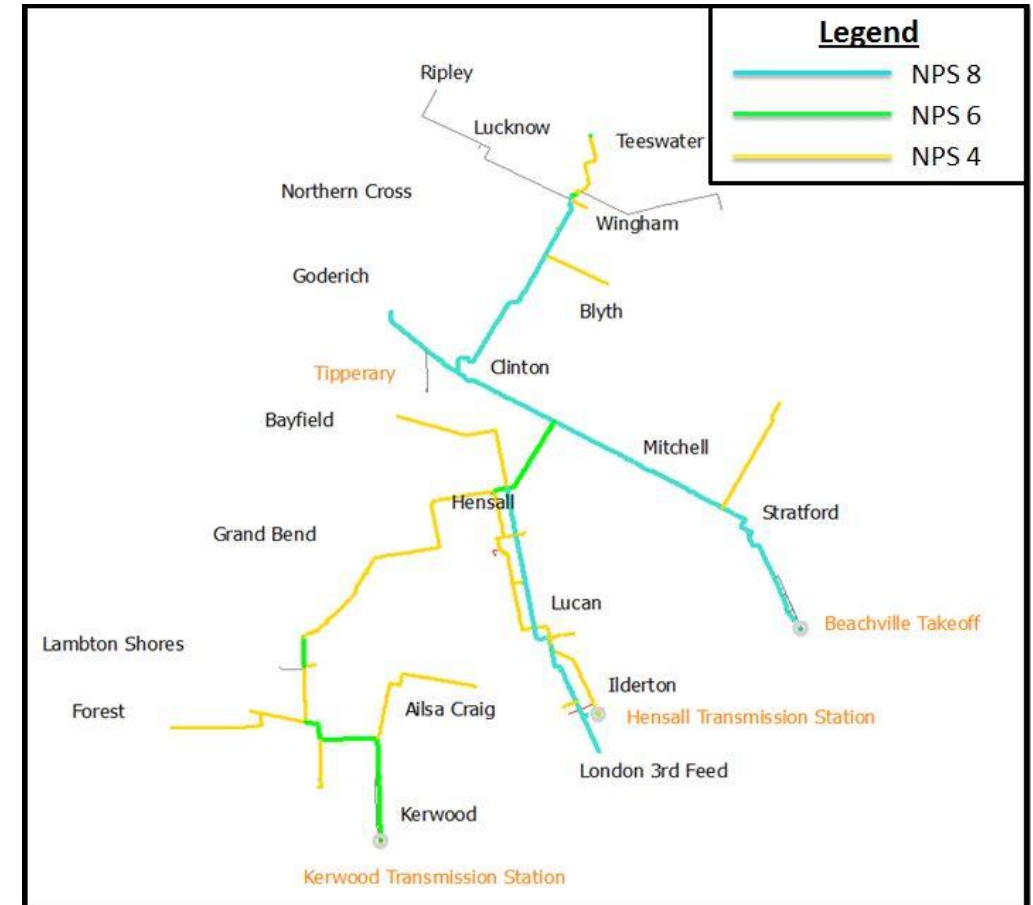 Legend
NPS 8
NPS 6
NPS 4
Ripley
Lucknow
Teeswater
Northern Cross
Wingham
Goderich
Blyth
Tipperary
Clinton
Bayfield
Mitchell
Hensall
Stratford
Grand Bend
Lucan
Beachville Takeoff
Lambton Shores
Ilderton
Forest
Ailsa Craig
Hensall Transmission Station
London 3rd Feed
Kerwood
Kerwood Transmission Station